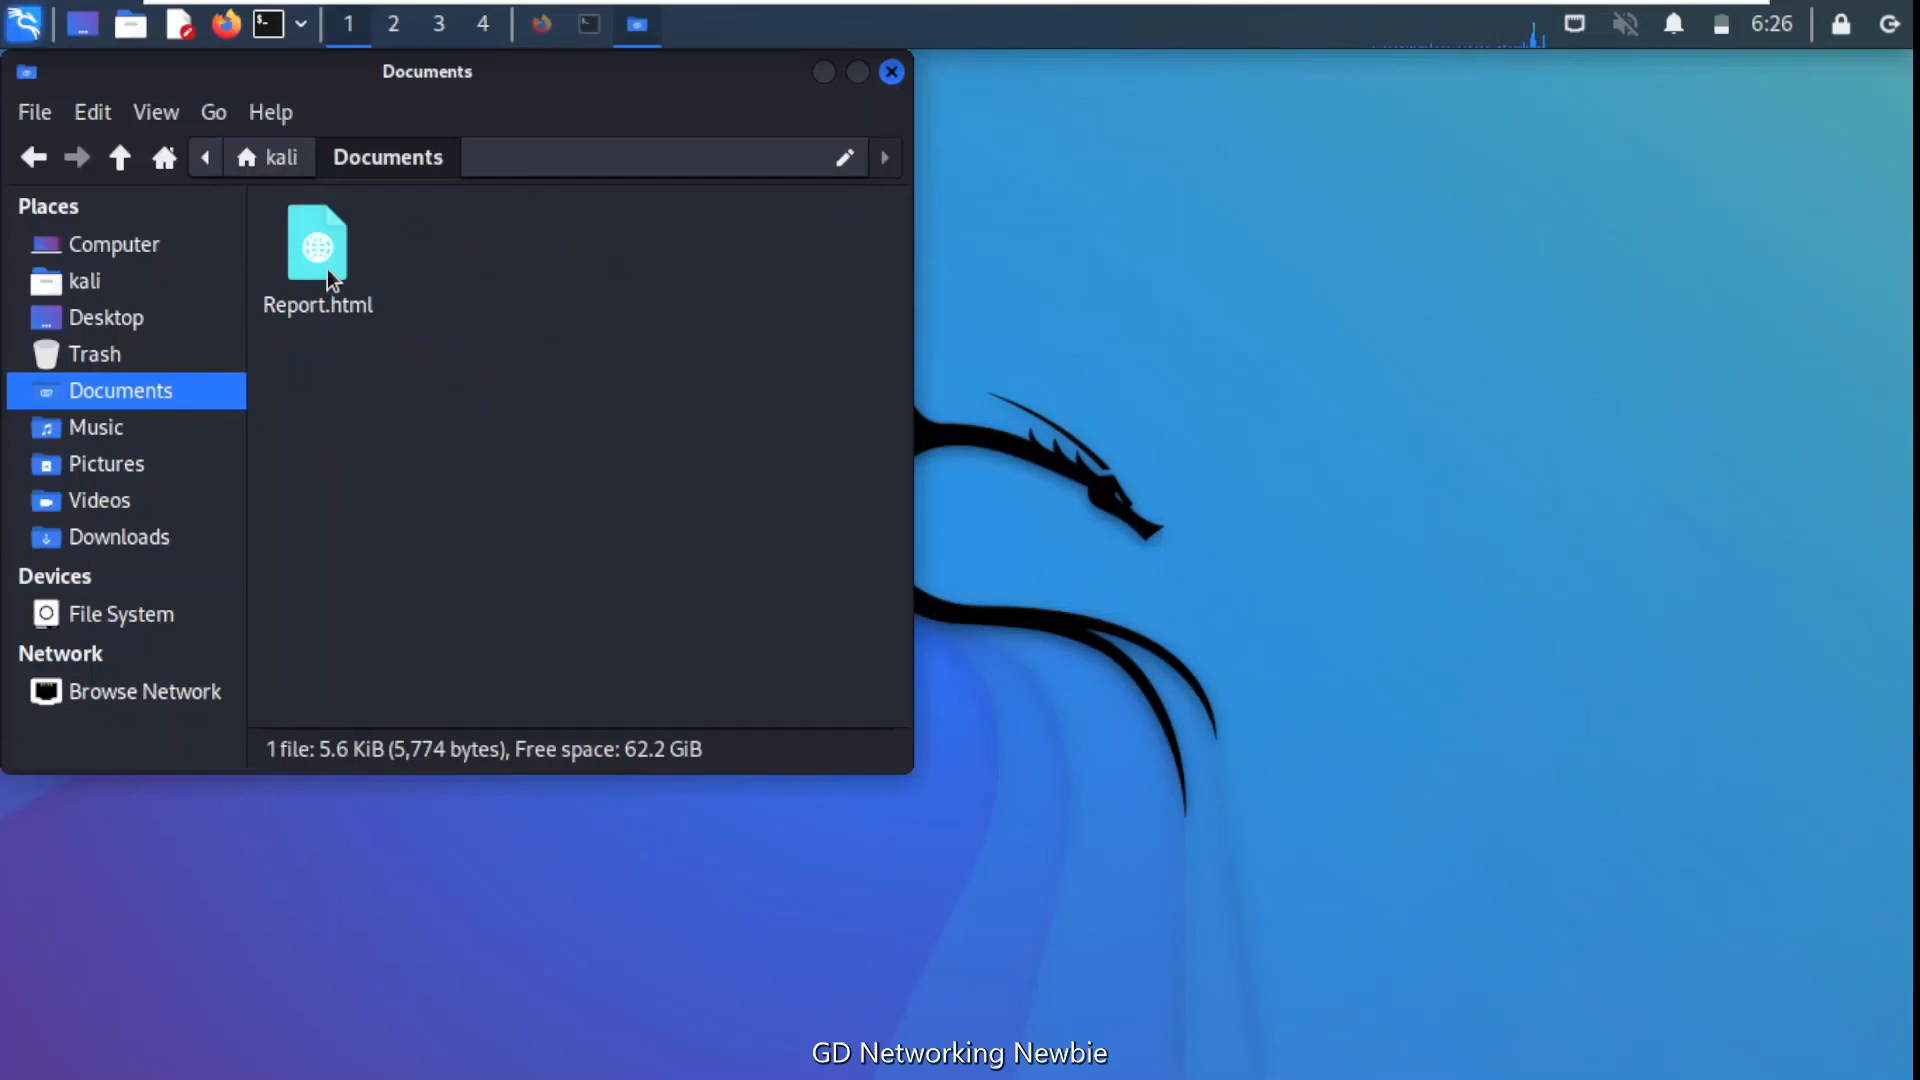 1 2 3 4 6:26
Documents
File Edit View Go Help
kali Documents
Places
Computer
kali
Desktop
Trash
Documents
Music
Pictures
Videos
Downloads
Devices
File System
Network
Browse Network
Report.html
1 file: 5.6 KiB (5,774 bytes), Free space: 62.2 GiB
GD Networking Newbie